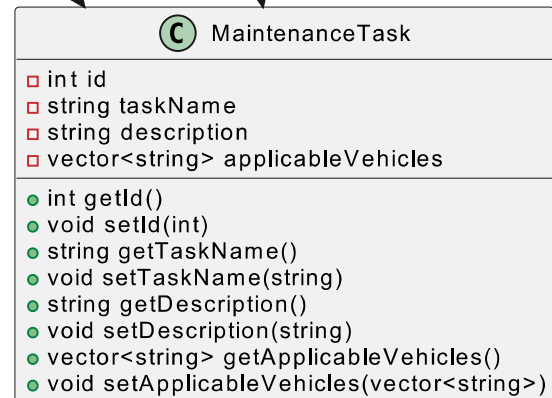 C MaintenanceTask
int id
string taskName
string description
vector<string> applicableVehicles
int getId()
void setId(int)
string getTaskName()
void setTaskName(string)
string getDescription()
void setDescription(string)
vector<string> getApplicableVehicles()
void setApplicableVehicles(vector<string>)